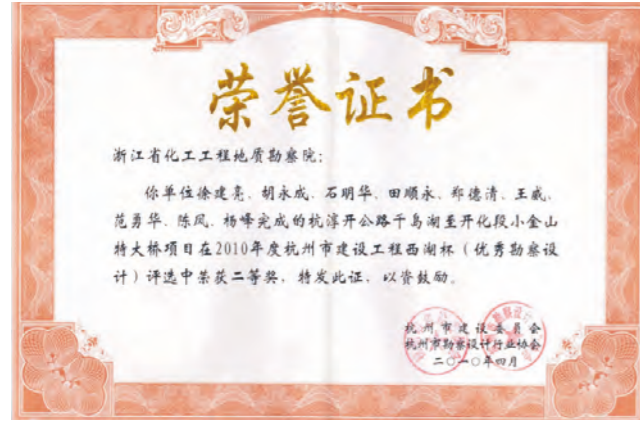 荣誉证书
浙江省化工工程地质勘察院：
你单位徐建亮、胡永成、石明华、田顺永、郑德清、王威、
范勇华、陈凤、杨峰完成的杭淳开公路千岛湖至开化段小金山
特大桥项目在2010年度杭州市建设工程西湖杯（优秀勘察设
计）评选中荣获二等奖，特发此证，以资鼓励。
杭州市建设委员会
杭州市勘察设计行业协会
二〇一〇年四月